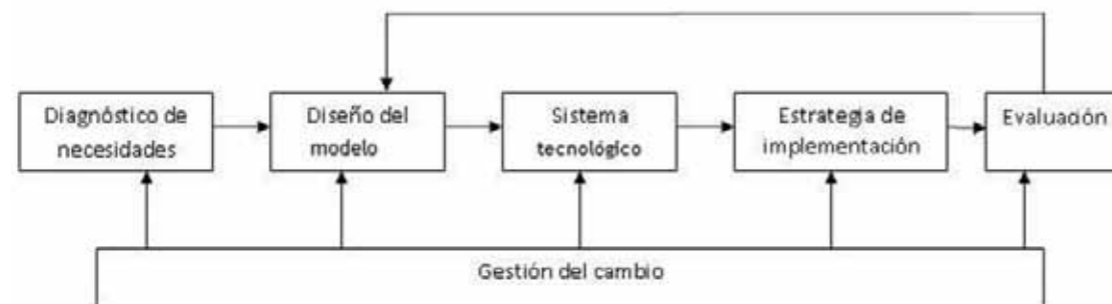 Diagnóstico de
necesidades
Diseño del
modelo
Sistema
tecnológico
Estrategia de
implementación
Evaluación
Gestión del cambio